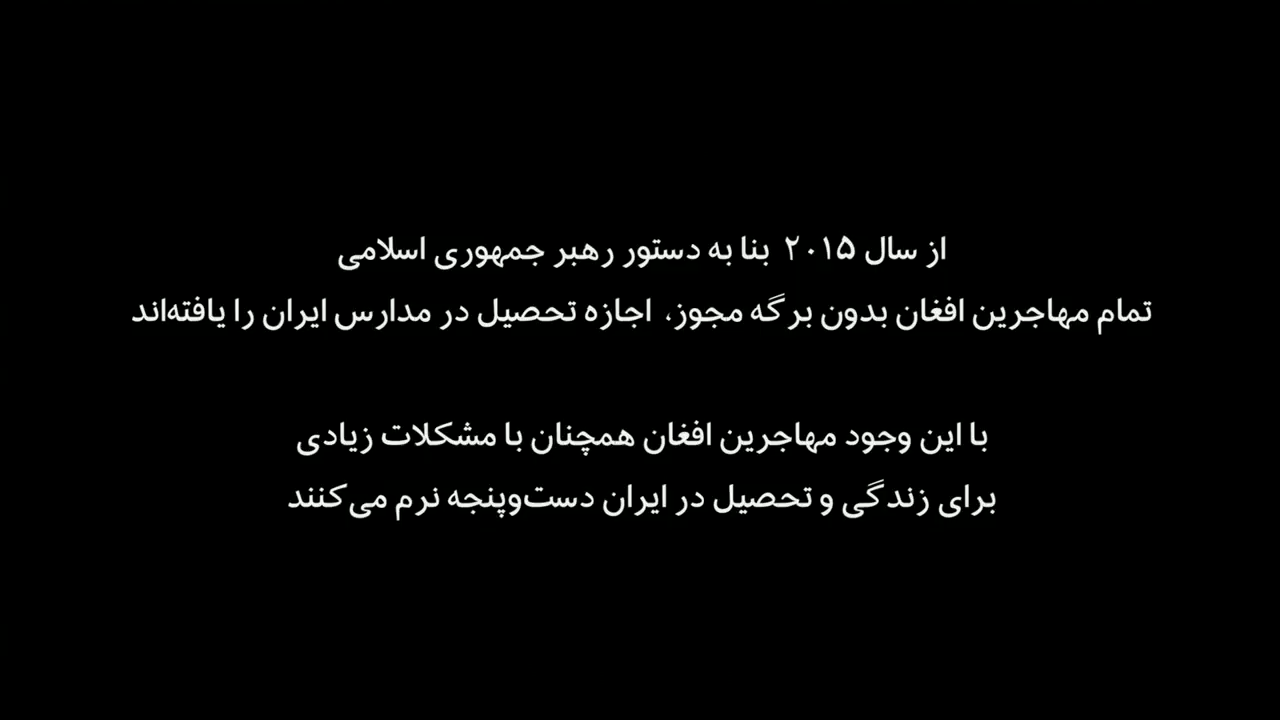 از سال ۲۰۱۵ بنا به دستور رهبر جمهوری اسلامی
تمام مهاجرین افغان بدون برگه مجوز، اجازه تحصیل در مدارس ایران را یافته‌اند
با این وجود مهاجرین افغان همچنان با مشکلات زیادی
برای زندگی و تحصیل در ایران دست‌وپنجه نرم می‌کنند